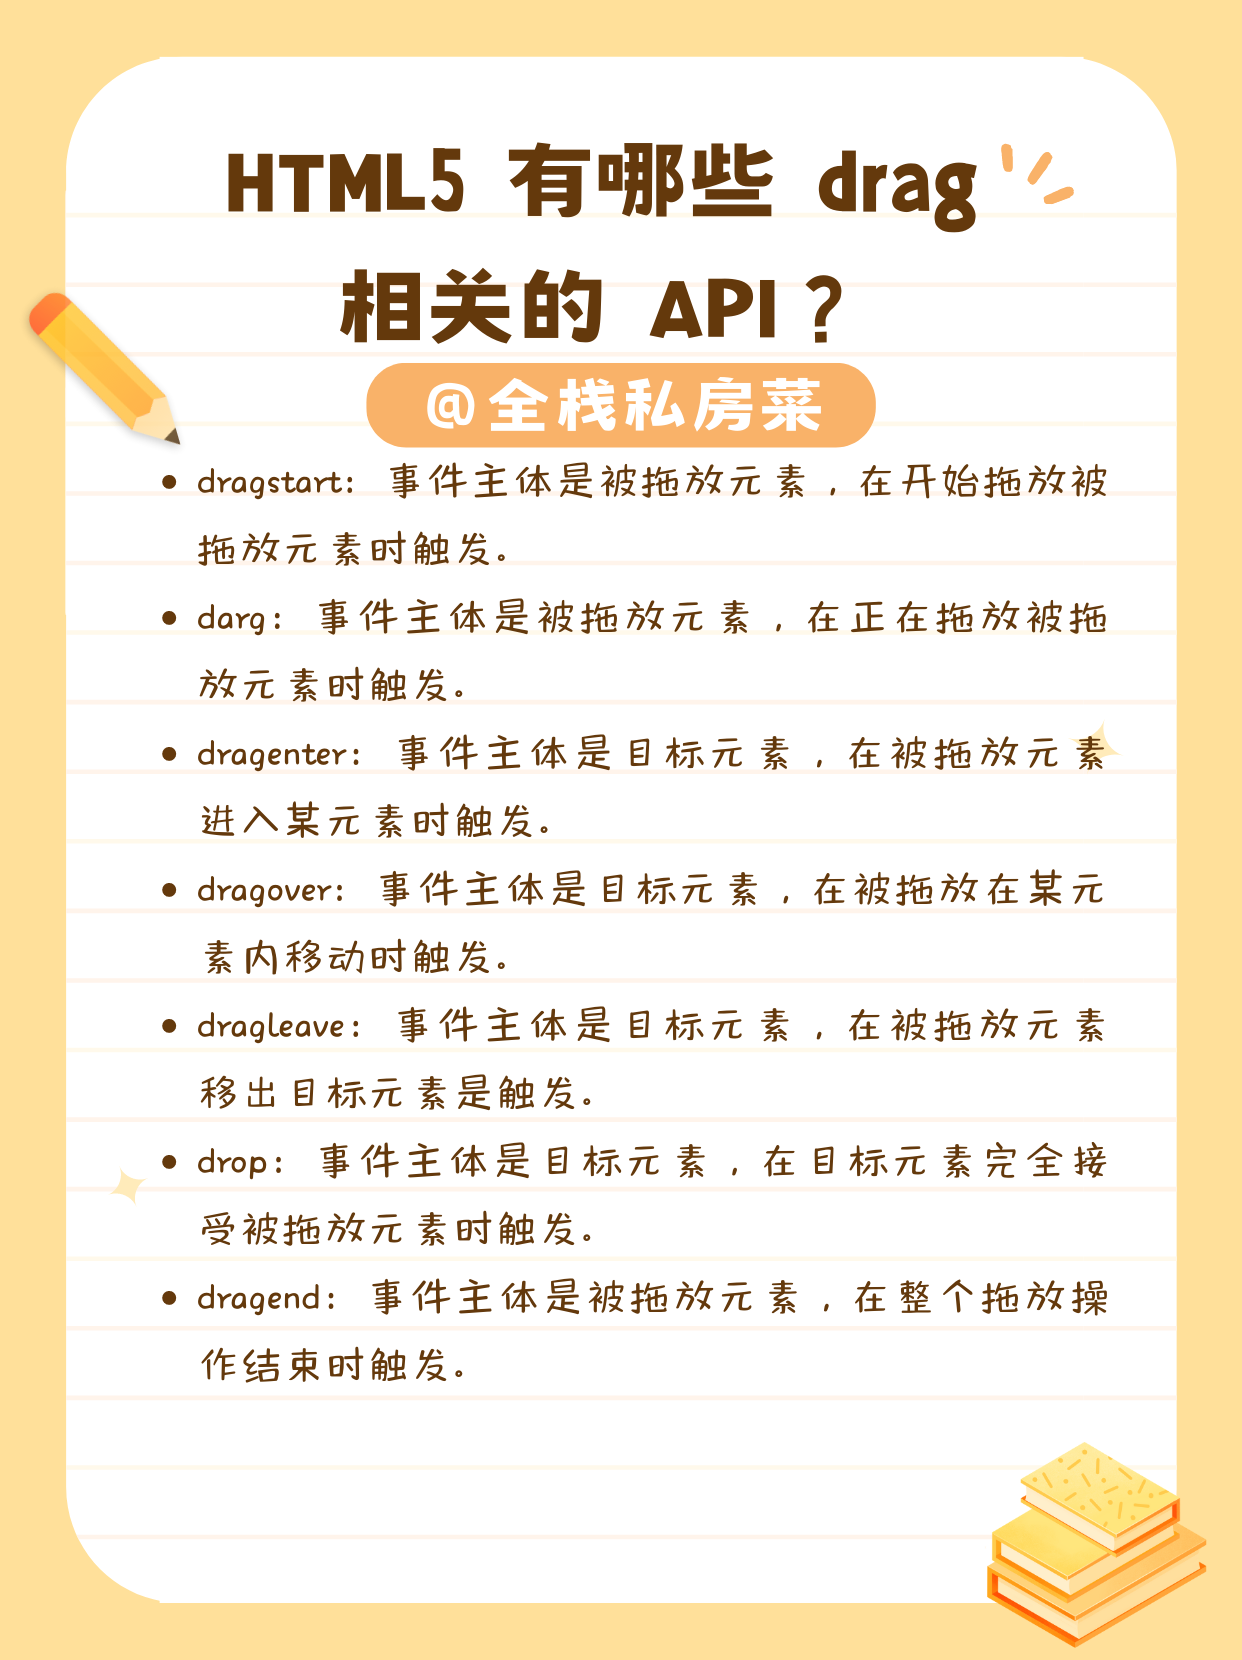 HTML5 有哪些 drag
相关的 API？
@全栈私房菜
• dragstart: 事件主体是被拖放元素，在开始拖放被
拖放元素时触发。
• darg: 事件主体是被拖放元素，在正在拖放被拖
放元素时触发。
• dragenter: 事件主体是目标元素，在被拖放元素
进入某元素时触发。
• dragover: 事件主体是目标元素，在被拖放在某元
素内移动时触发。
• dragleave: 事件主体是目标元素，在被拖放元素
移出目标元素是触发。
• drop: 事件主体是目标元素，在目标元素完全接
受被拖放元素时触发。
• dragend: 事件主体是被拖放元素，在整个拖放操
作结束时触发。